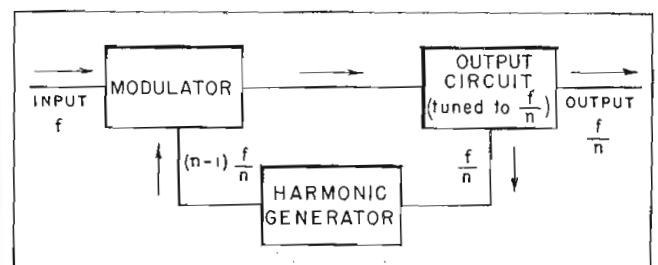 INPUT
f
MODULATOR
OUTPUT
CIRCUIT
(tuned to f/n)
OUTPUT
f/n
(n-1) f/n
f/n
HARMONIC
GENERATOR